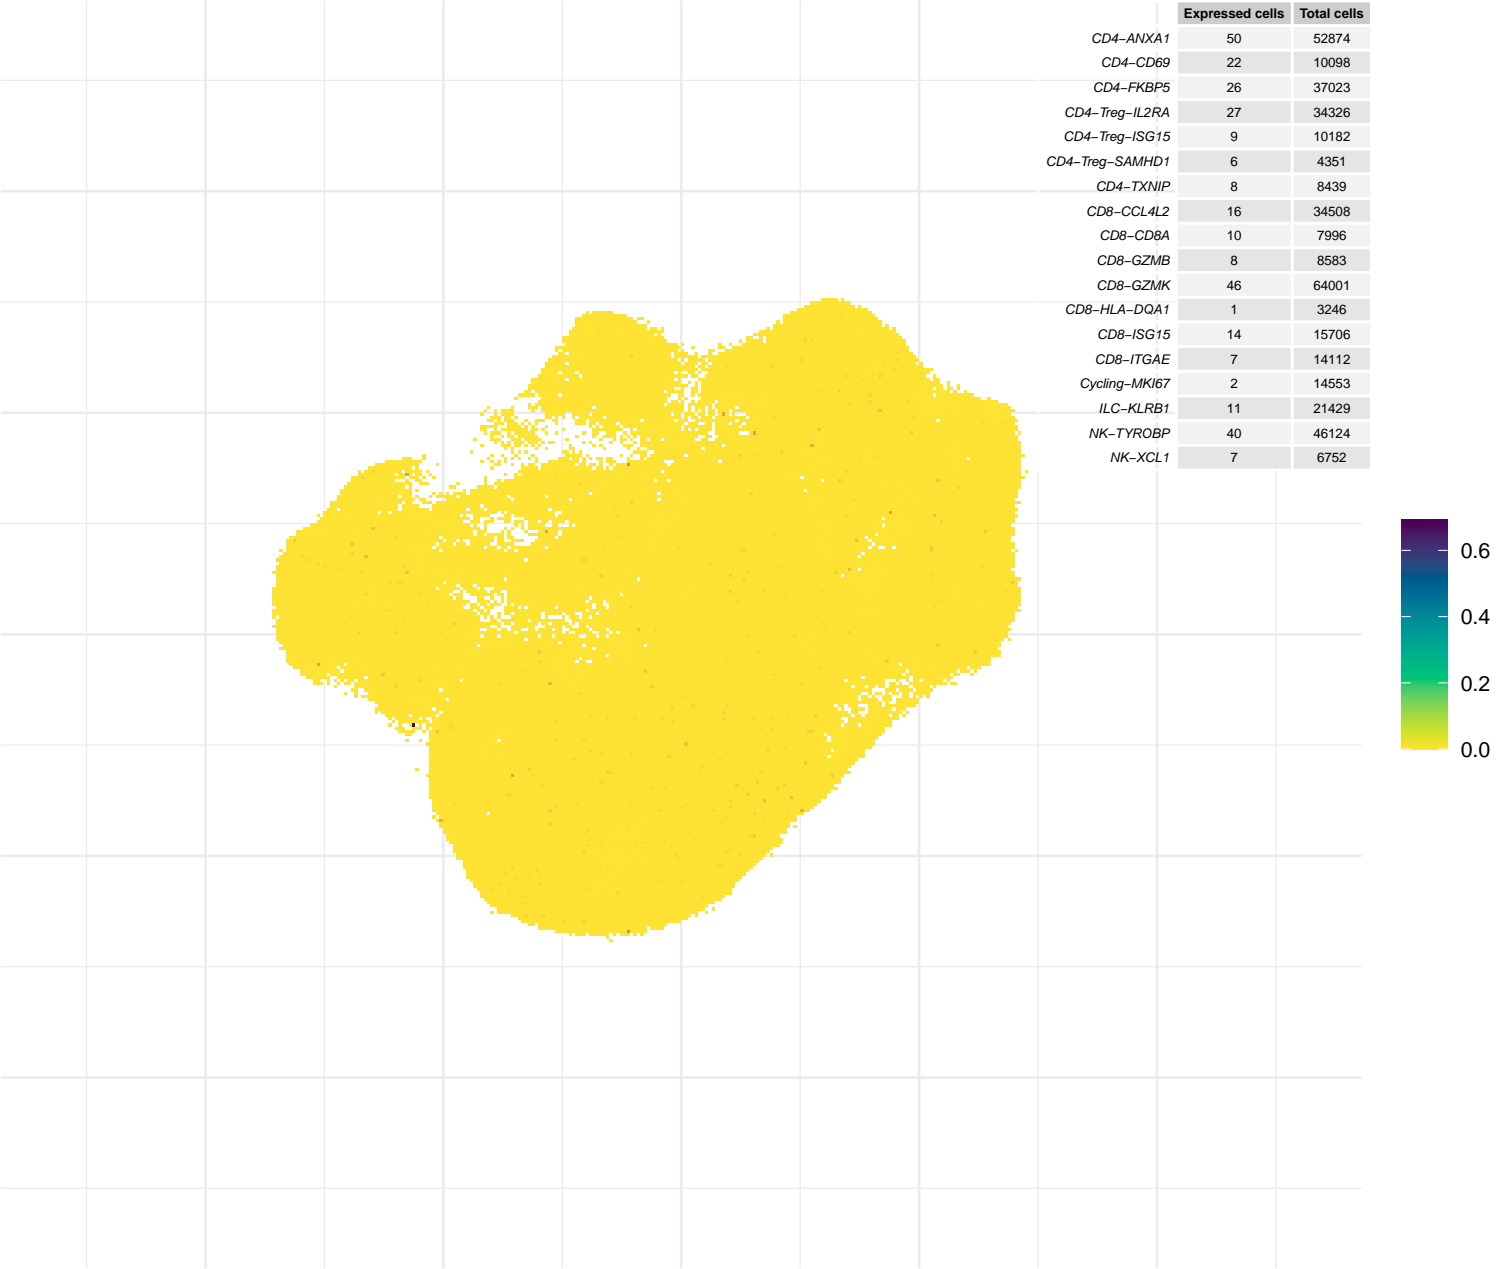 Expressed cells Total cells
CD4−ANXA1 50 52874
CD4−CD69 22 10098
CD4−FKBP5 26 37023
CD4−Treg−IL2RA 27 34326
CD4−Treg−ISG15 9 10182
CD4−Treg−SAMHD1 6 4351
CD4−TXNIP 8 8439
CD8−CCL4L2 16 34508
CD8−CD8A 10 7996
CD8−GZMB 8 8583
CD8−GZMK 46 64001
CD8−HLA−DQA1 1 3246
CD8−ISG15 14 15706
CD8−ITGAE 7 14112
Cycling−MKI67 2 14553
ILC−KLRB1 11 21429
NK−TYROBP 40 46124
NK−XCL1 7 6752
0.6
0.4
0.2
0.0